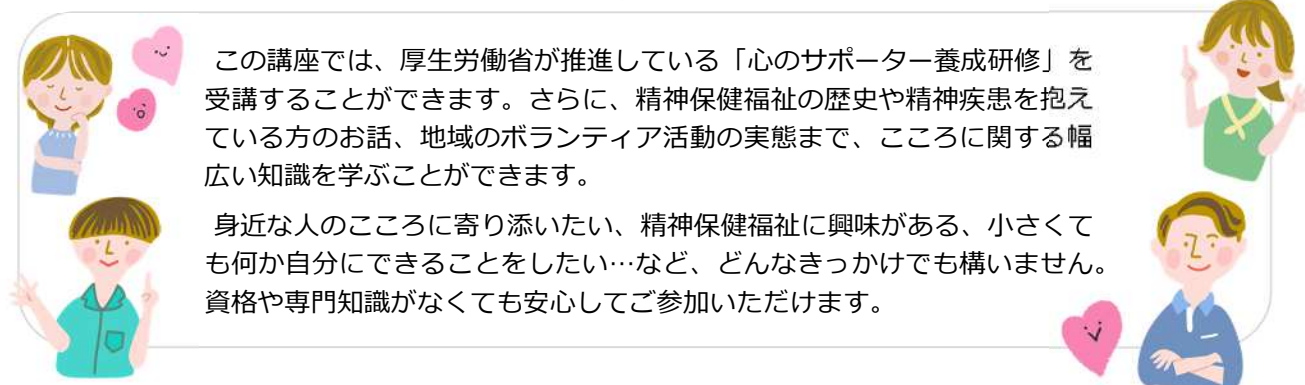 この講座では、厚生労働省が推進している「心のサポーター養成研修」を
受講することができます。さらに、精神保健福祉の歴史や精神疾患を抱え
ている方のお話、地域のボランティア活動の実態まで、こころに関する幅
広い知識を学ぶことができます。
身近な人のこころに寄り添いたい、精神保健福祉に興味がある、小さくて
も何か自分にできることをしたい…など、どんなきっかけでも構いません。
資格や専門知識がなくても安心してご参加いただけます。